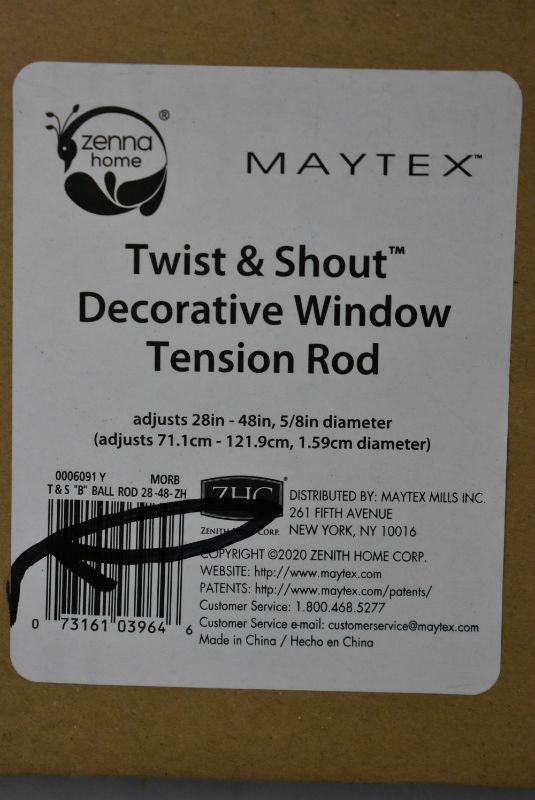 zenna
home
®
MAYTEX™
Twist & Shout™
Decorative Window
Tension Rod
adjusts 28in - 48in, 5/8in diameter
(adjusts 71.1cm - 121.9cm, 1.59cm diameter)
0006091 Y MORB
T & S "B" BALL ROD 28-48- ZH
0 73161 03964 6
ZHC®
ZENITH CORP.
DISTRIBUTED BY: MAYTEX MILLS INC.
261 FIFTH AVENUE
NEW YORK, NY 10016
COPYRIGHT ©2020 ZENITH HOME CORP.
WEBSITE: http://www.maytex.com
PATENTS: http://www.maytex.com/patents/
Customer Service: 1.800.468.5277
Customer Service e-mail: customerservice@maytex.com
Made in China / Hecho en China